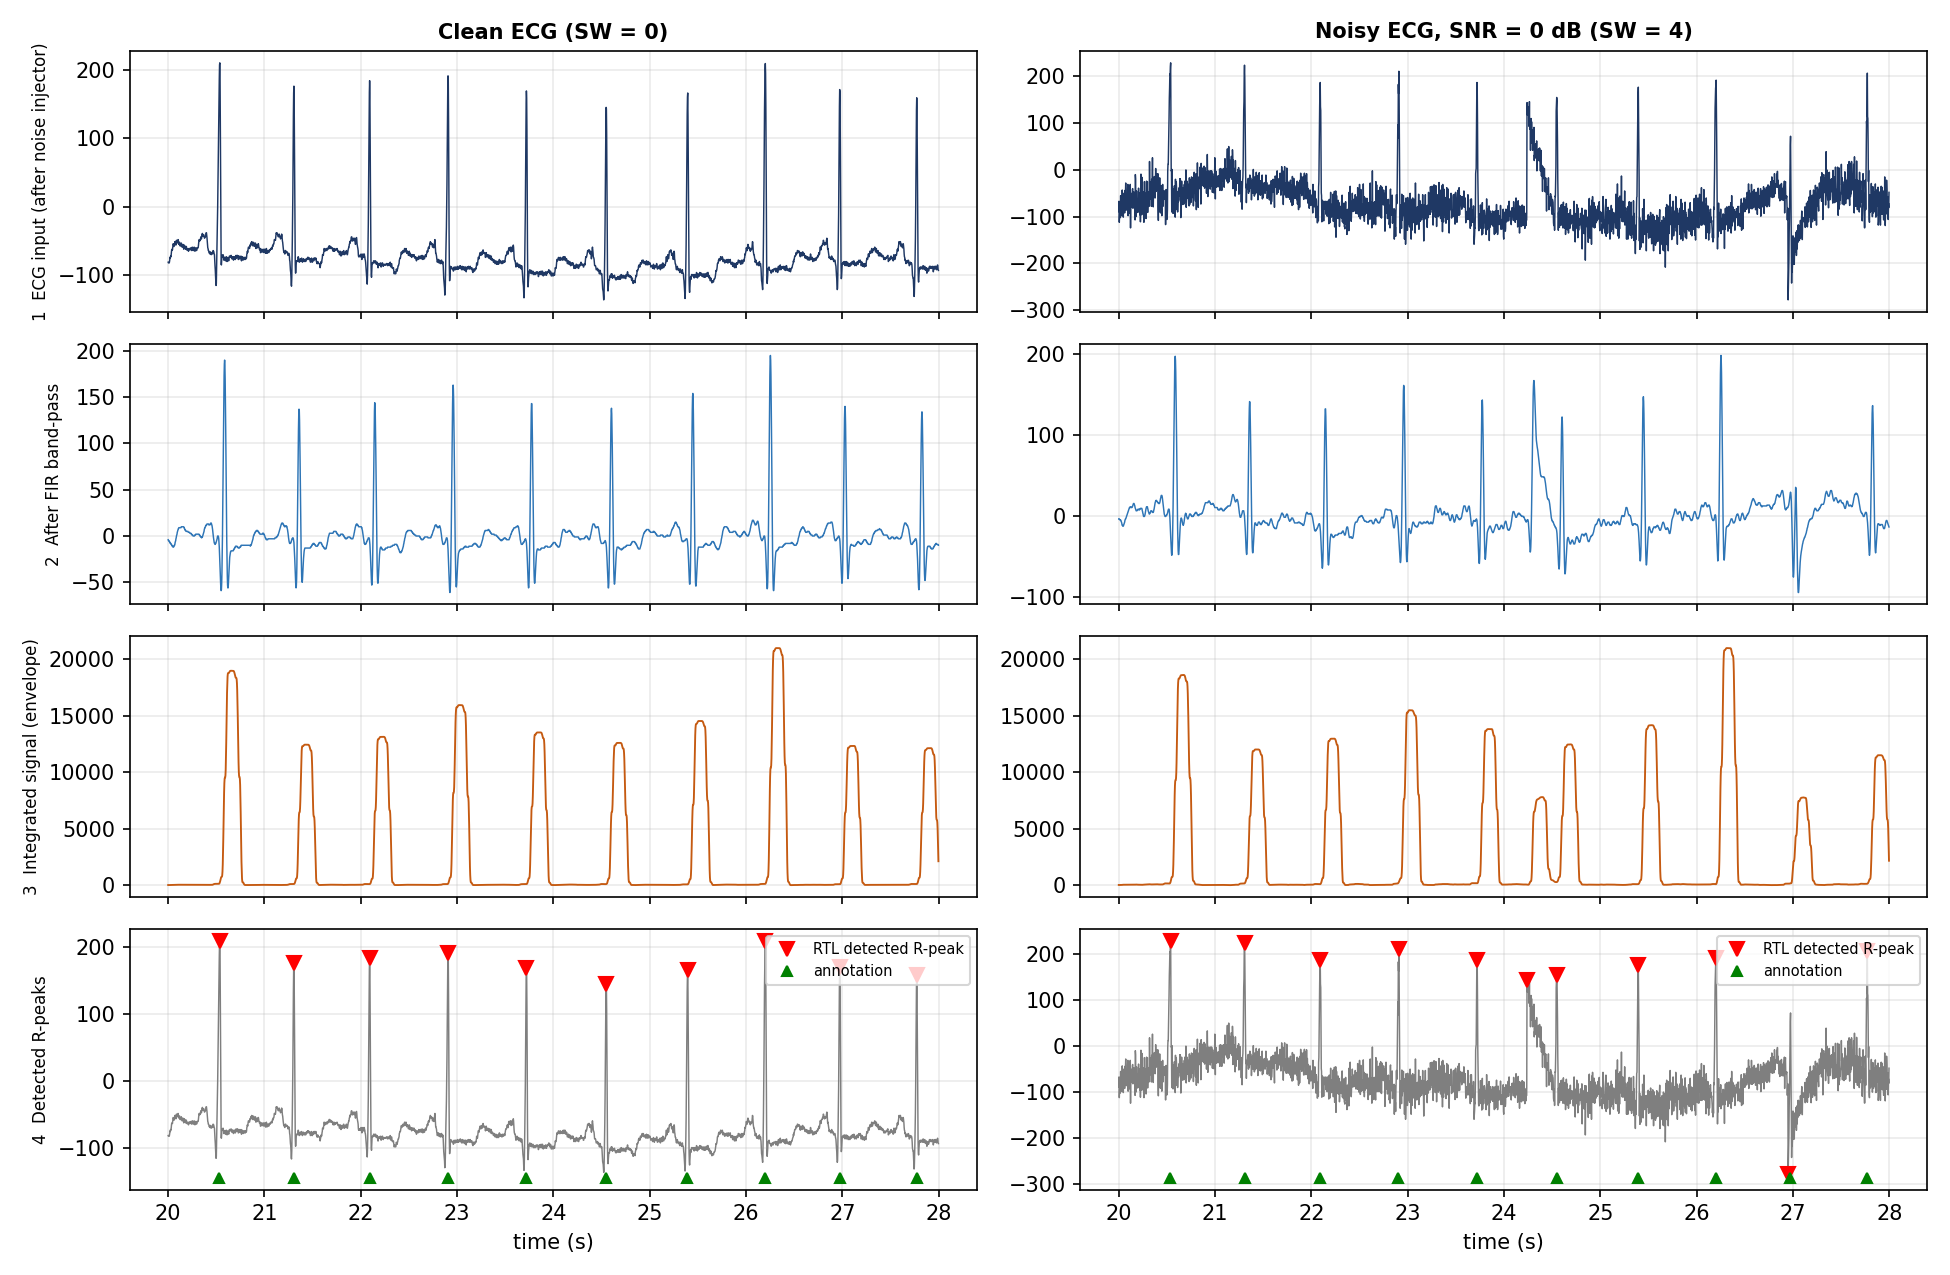 Clean ECG (SW = 0)
Noisy ECG, SNR = 0 dB (SW = 4)
1 ECG input (after noise injector)
200
100
0
−100
200
100
0
−100
−200
−300
2 After FIR band-pass
200
150
100
50
0
−50
200
100
0
−100
3 Integrated signal (envelope)
20000
15000
10000
5000
0
20000
15000
10000
5000
0
4 Detected R-peaks
200
100
0
−100
RTL detected R-peak
annotation
20 21 22 23 24 25 26 27 28
time (s)
200
100
0
−100
−200
−300
RTL detected R-peak
annotation
20 21 22 23 24 25 26 27 28
time (s)